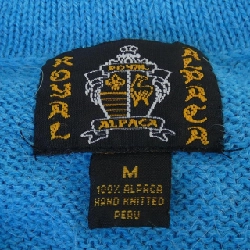 ROYAL
ALPACA
ROYAL
ALPACA
M
100% ALPACA
HAND KNITTED
PERU